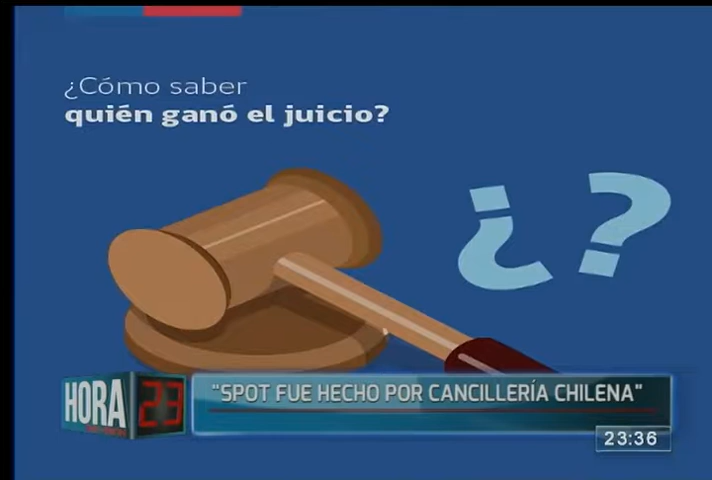 ¿Cómo saber
quién ganó el juicio?
¿?
HORA 23
"SPOT FUE HECHO POR CANCILLERÍA CHILENA"
23:36